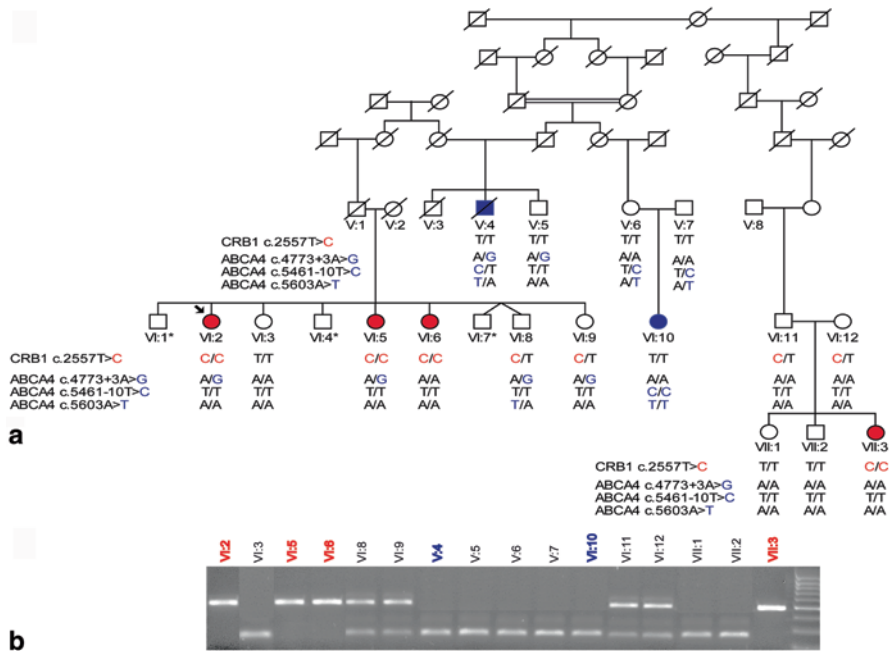 V:1 V:2 V:3 V:4 V:5 V:6 V:7 V:8
CRB1 c.2557T>C T/T T/T T/T T/T
ABCA4 c.4773+3A>G A/G A/G A/A A/A
ABCA4 c.5461-10T>C C/T T/T T/C T/C
ABCA4 c.5603A>T T/A A/A A/T A/T
VI:1* VI:2 VI:3 VI:4* VI:5 VI:6 VI:7* VI:8 VI:9 VI:10 VI:11 VI:12
CRB1 c.2557T>C C/C T/T C/C C/C C/T C/T T/T C/T C/T
ABCA4 c.4773+3A>G A/G A/A A/G A/A A/G A/G A/A A/A A/A
ABCA4 c.5461-10T>C T/T T/T T/T T/T T/T T/T C/C T/T T/T
ABCA4 c.5603A>T A/A A/A A/A A/A T/A A/A T/T A/A A/A
a
VII:1 VII:2 VII:3
CRB1 c.2557T>C T/T T/T C/C
ABCA4 c.4773+3A>G A/A A/A A/A
ABCA4 c.5461-10T>C T/T T/T T/T
ABCA4 c.5603A>T A/A A/A A/A
VI:2 VI:3 VI:5 VI:6 VI:8 VI:9 V:4 V:5 V:6 V:7 VI:10 VI:11 VI:12 VII:1 VII:2 VII:3
b